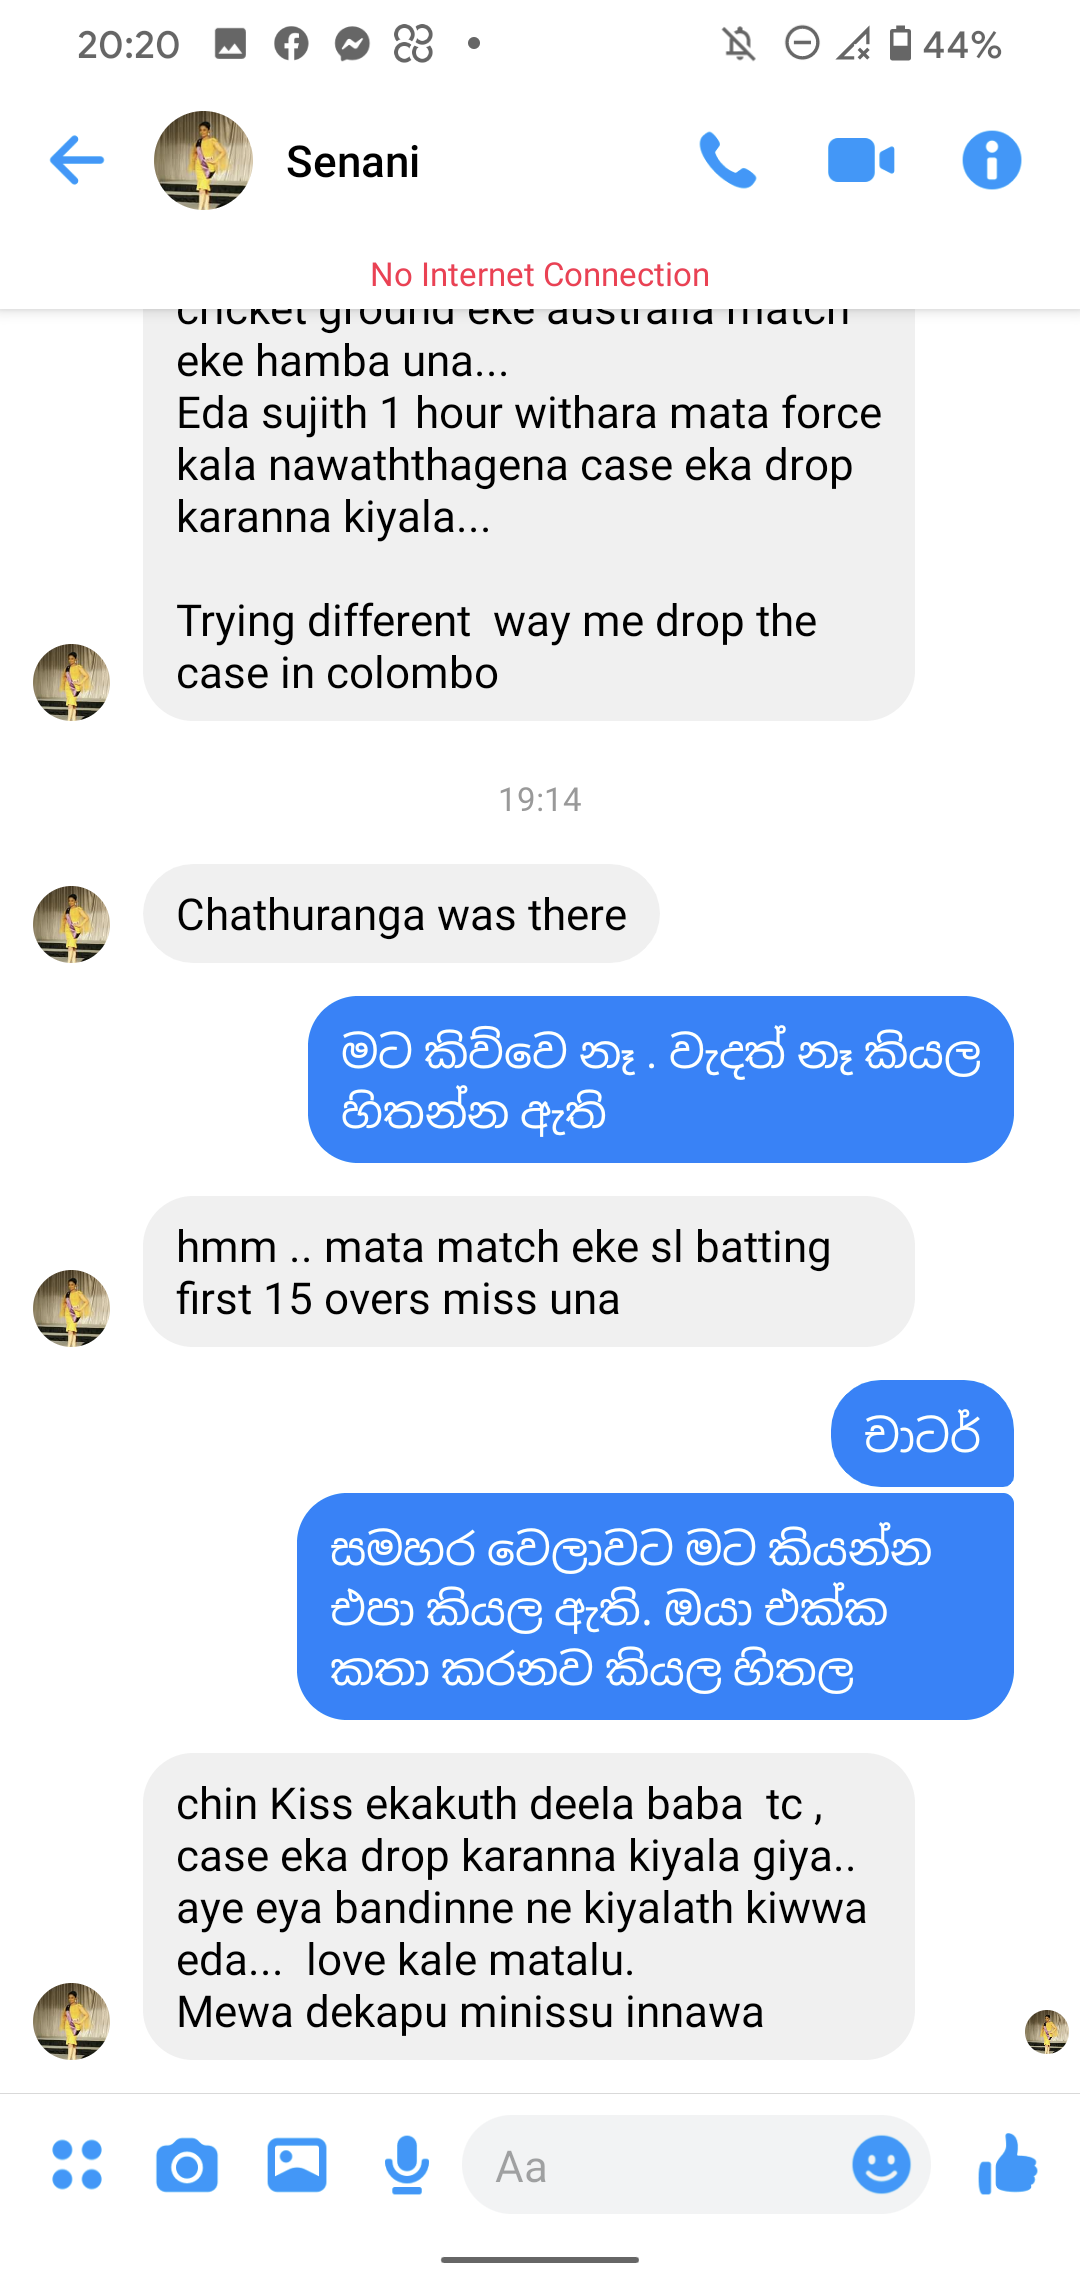 20:20
44%
Senani
No Internet Connection
cricket ground eke australia match
eke hamba una...
Eda sujith 1 hour withara mata force
kala nawaththagena case eka drop
karanna kiyala...
Trying different  way me drop the
case in colombo
19:14
Chathuranga was there
මට කිව්වෙ නෑ . වැදත් නෑ කියල
හිතන්න ඇති
hmm .. mata match eke sl batting
first 15 overs miss una
චාටර්
සමහර වෙලාවට මට කියන්න
එපා කියල ඇති. ඔයා එක්ක
කතා කරනව කියල හිතල
chin Kiss ekakuth deela baba  tc ,
case eka drop karanna kiyala giya..
aye eya bandinne ne kiyalath kiwwa
eda...  love kale matalu.
Mewa dekapu minissu innawa
Aa